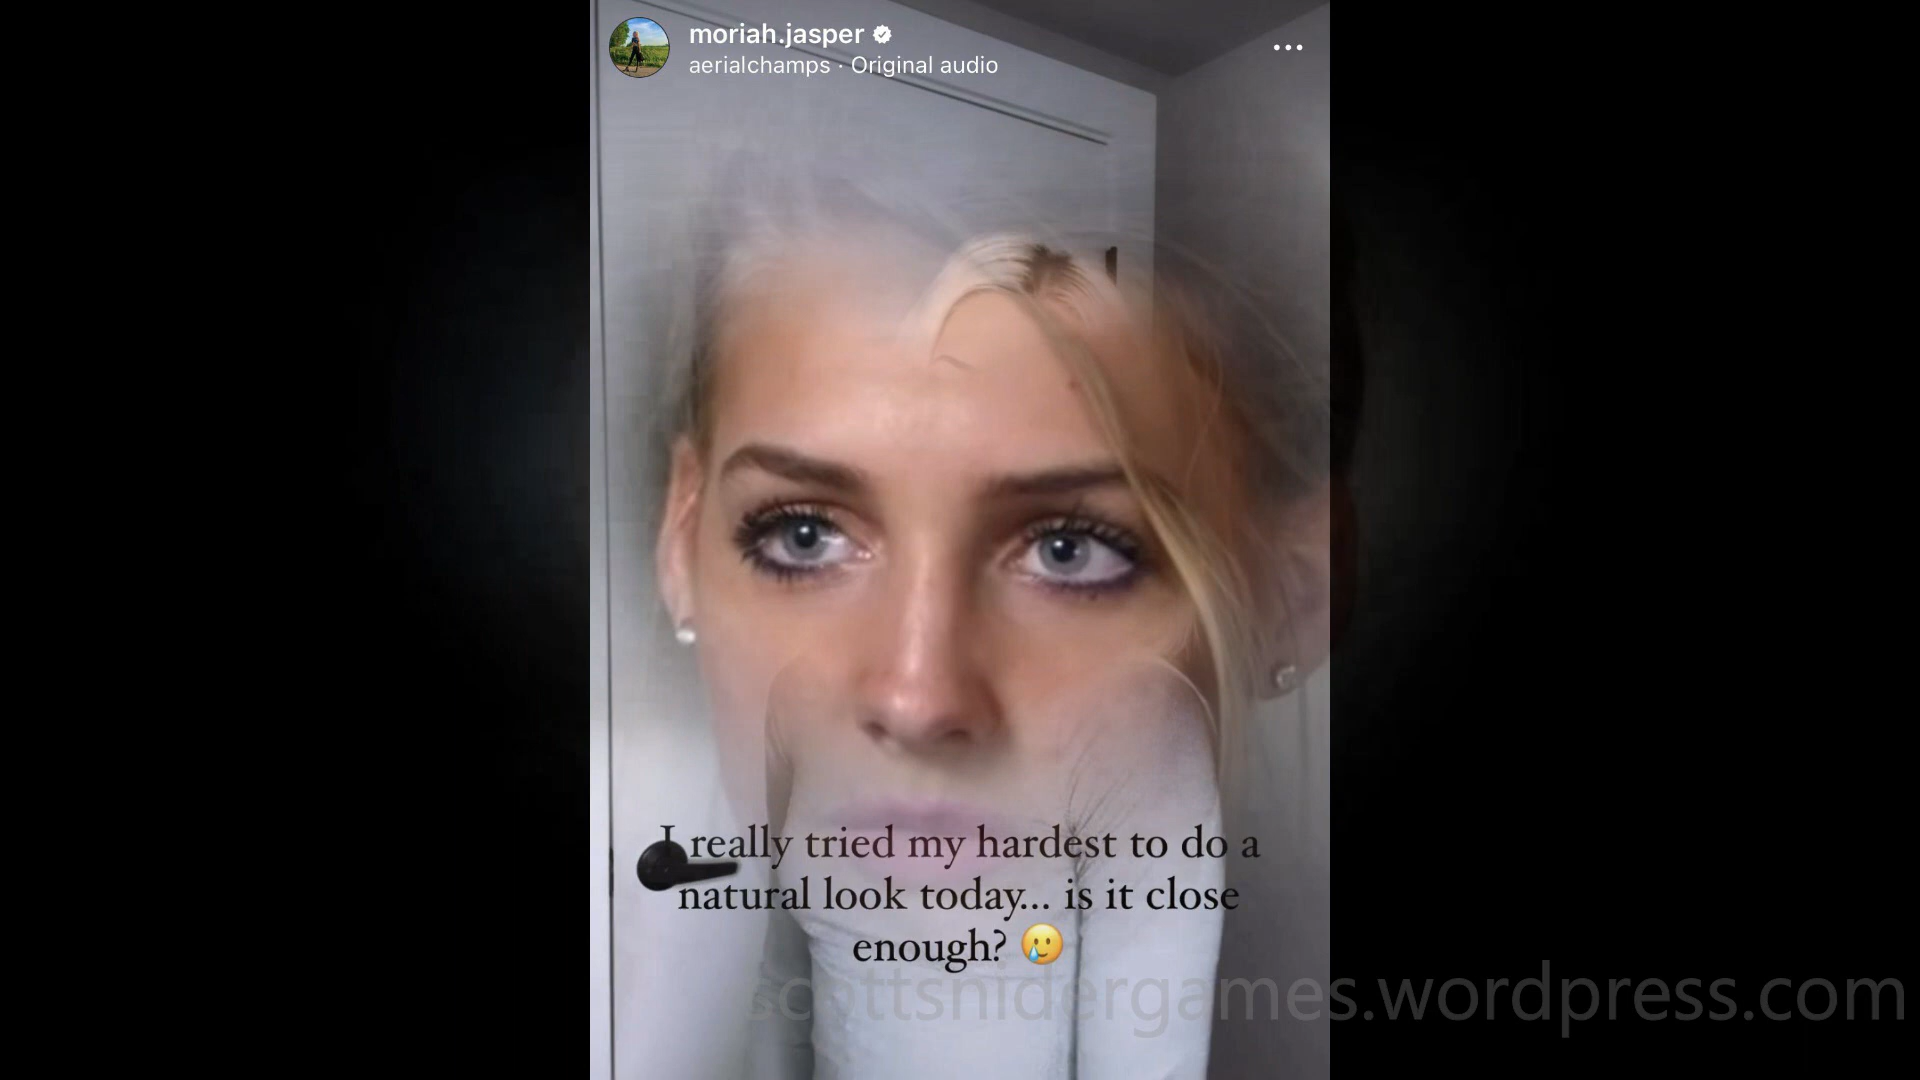 moriah.jasper
aerialchamps · Original audio
I really tried my hardest to do a
natural look today... is it close
enough? 🥲
scottsnidergames.wordpress.com